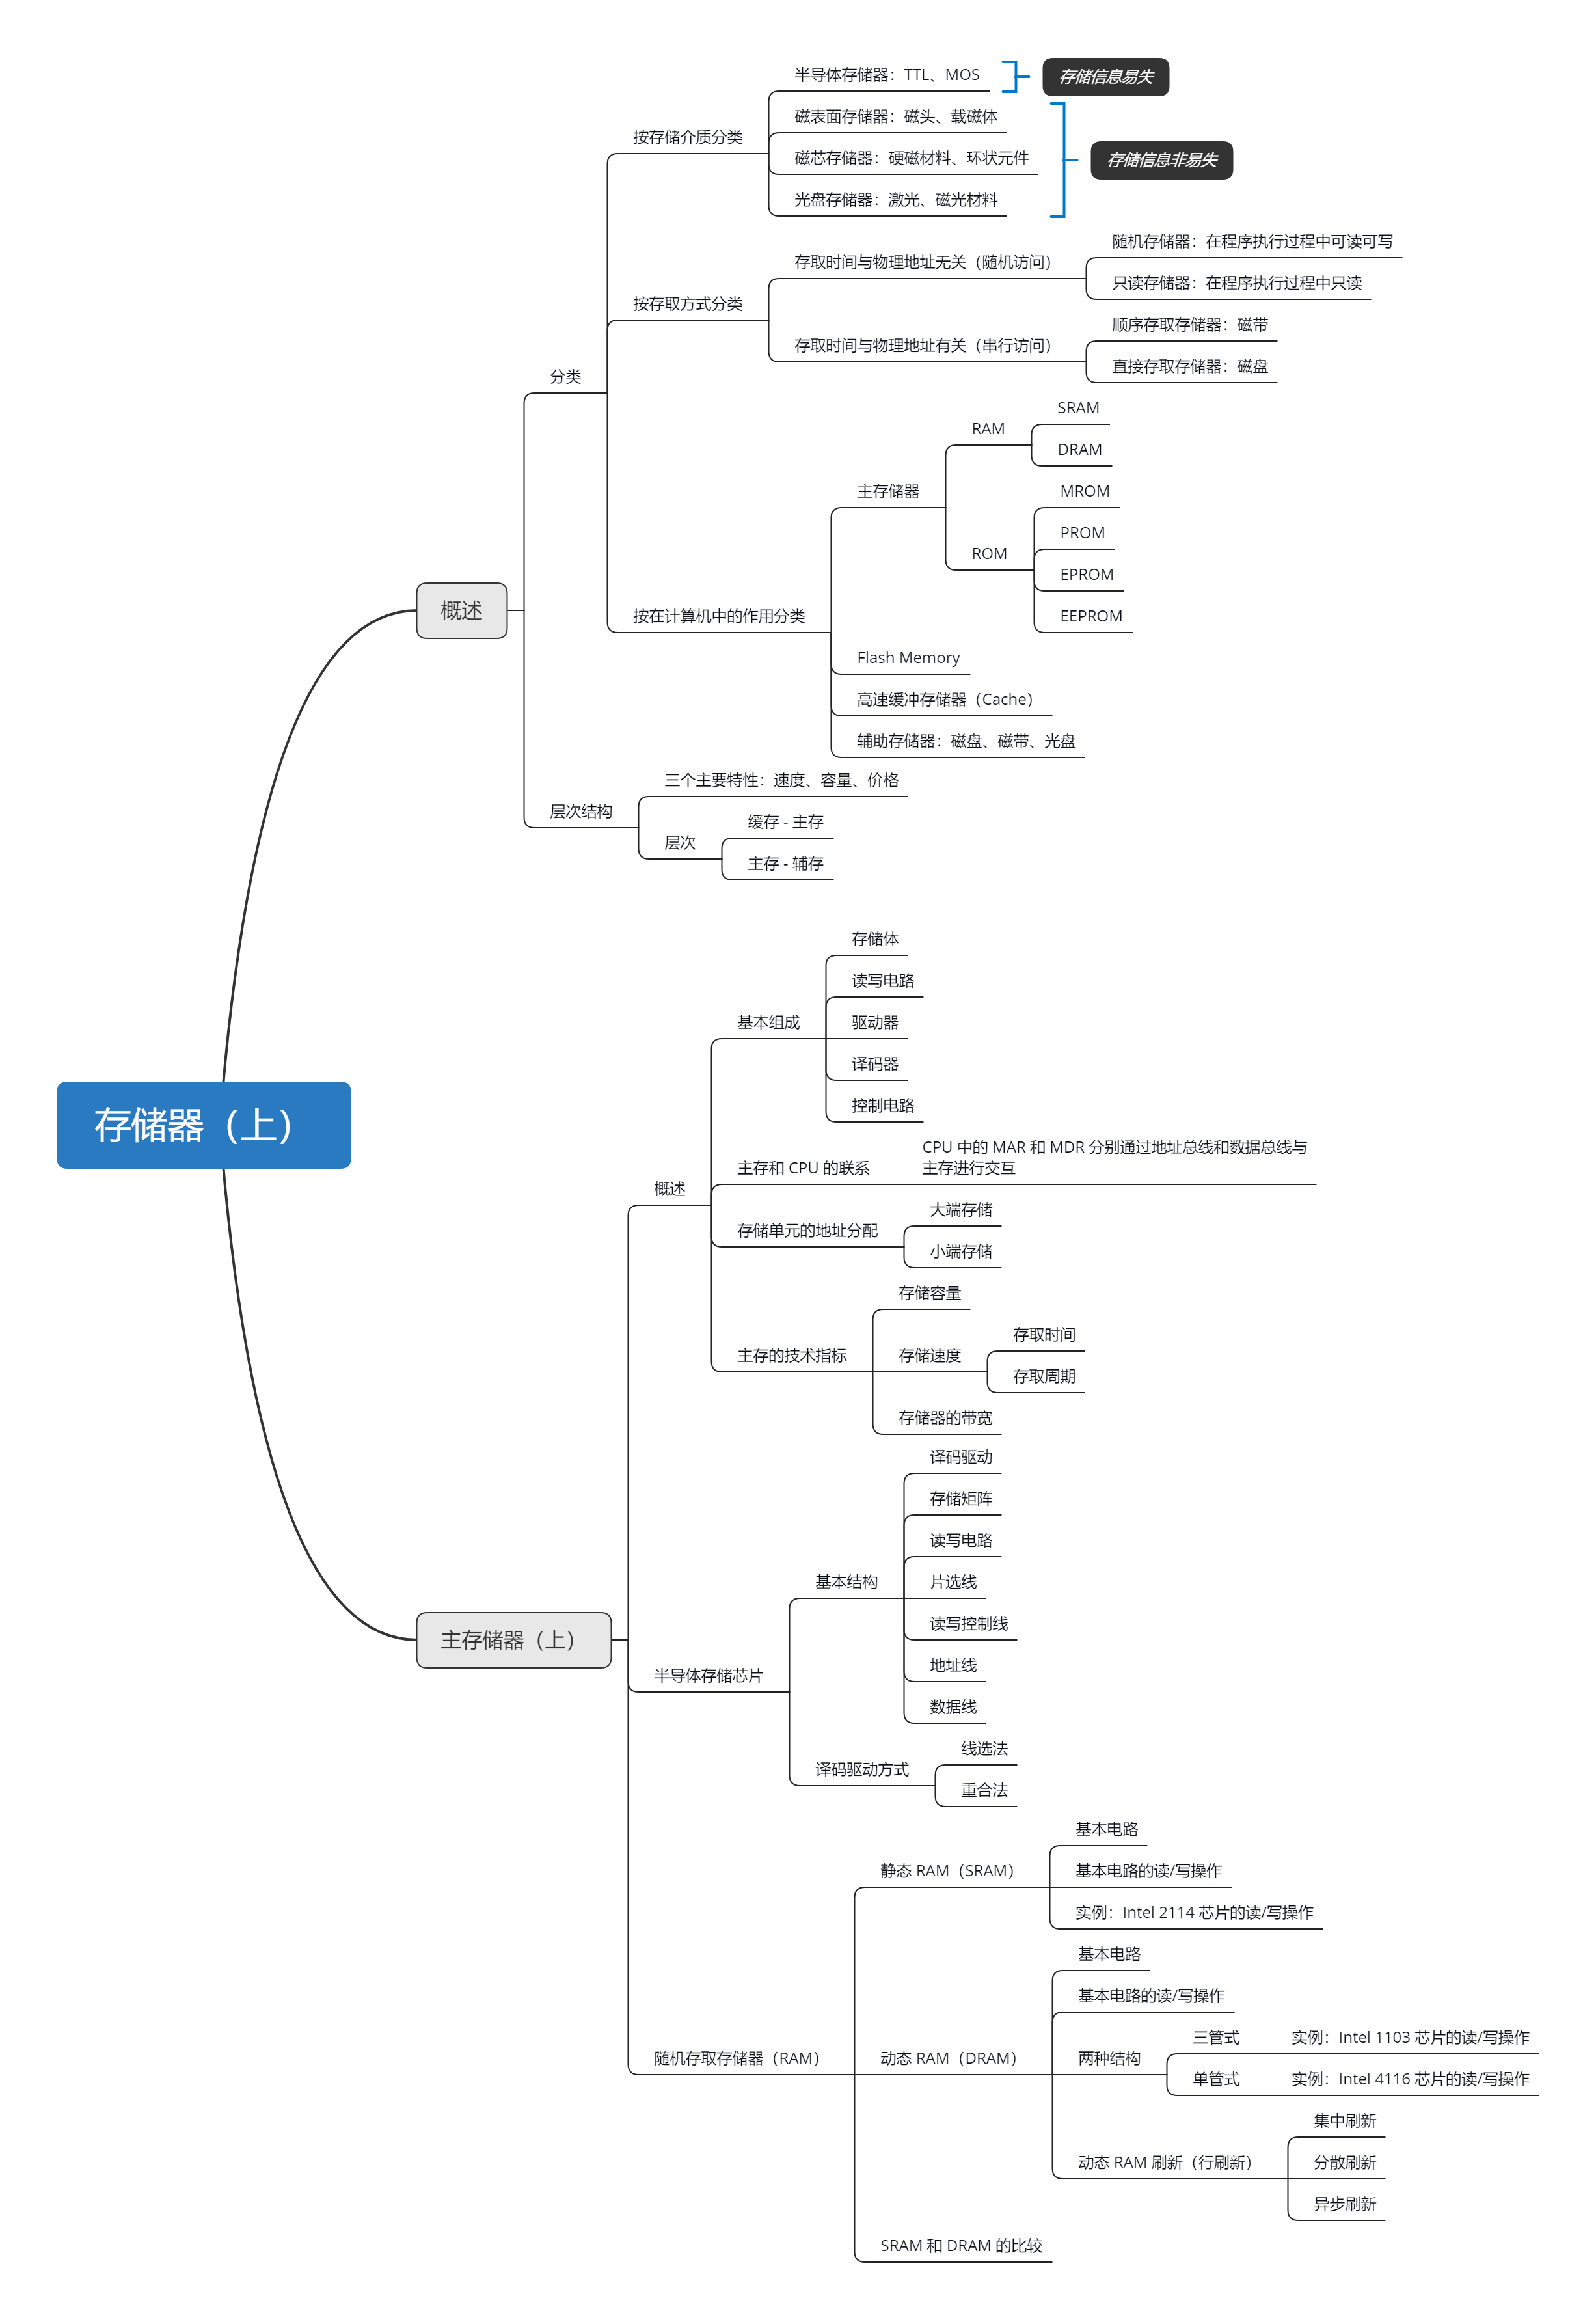 存储器（上）
概述
分类
按存储介质分类
半导体存储器：TTL、MOS
存储信息易失
磁表面存储器：磁头、载磁体
磁芯存储器：硬磁材料、环状元件
光盘存储器：激光、磁光材料
存储信息非易失
按存取方式分类
存取时间与物理地址无关（随机访问）
随机存储器：在程序执行过程中可读可写
只读存储器：在程序执行过程中只读
存取时间与物理地址有关（串行访问）
顺序存取存储器：磁带
直接存取存储器：磁盘
按在计算机中的作用分类
主存储器
RAM
SRAM
DRAM
ROM
MROM
PROM
EPROM
EEPROM
Flash Memory
高速缓冲存储器（Cache）
辅助存储器：磁盘、磁带、光盘
层次结构
三个主要特性：速度、容量、价格
层次
缓存 - 主存
主存 - 辅存
主存储器（上）
概述
基本组成
存储体
读写电路
驱动器
译码器
控制电路
主存和 CPU 的联系
CPU 中的 MAR 和 MDR 分别通过地址总线和数据总线与
主存进行交互
存储单元的地址分配
大端存储
小端存储
主存的技术指标
存储容量
存储速度
存取时间
存取周期
存储器的带宽
半导体存储芯片
基本结构
译码驱动
存储矩阵
读写电路
片选线
读写控制线
地址线
数据线
译码驱动方式
线选法
重合法
随机存取存储器（RAM）
静态 RAM（SRAM）
基本电路
基本电路的读/写操作
实例：Intel 2114 芯片的读/写操作
动态 RAM（DRAM）
基本电路
基本电路的读/写操作
两种结构
三管式
实例：Intel 1103 芯片的读/写操作
单管式
实例：Intel 4116 芯片的读/写操作
动态 RAM 刷新（行刷新）
集中刷新
分散刷新
异步刷新
SRAM 和 DRAM 的比较